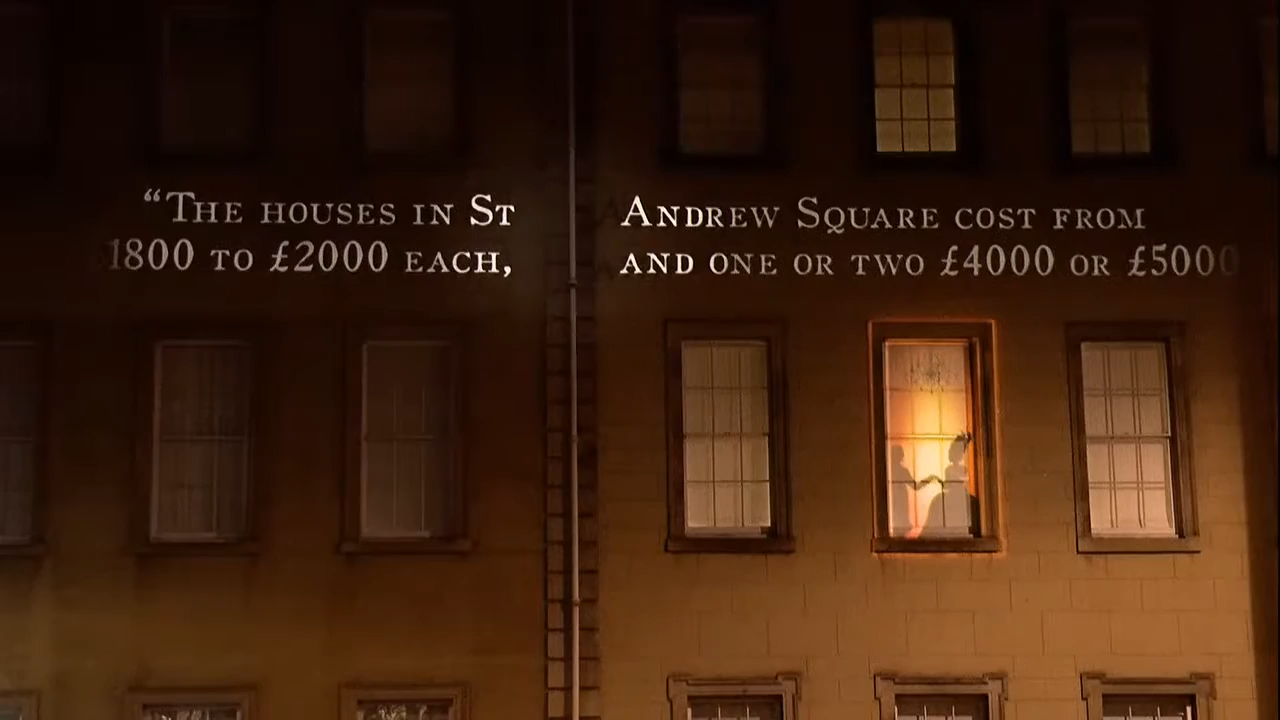 “The houses in St Andrew Square cost from
1800 to £2000 each, and one or two £4000 or £5000